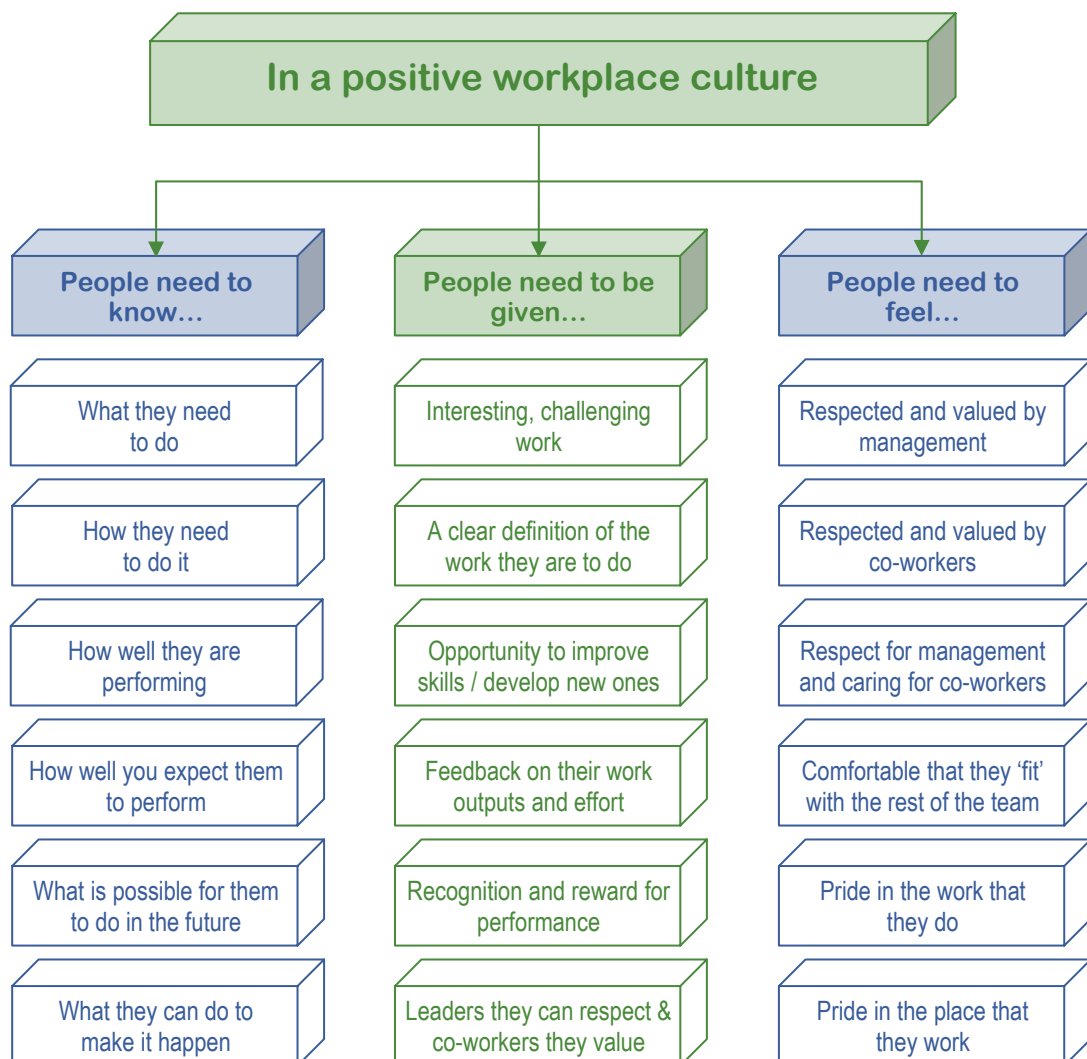 In a positive workplace culture
People need to
know…
What they need
to do
How they need
to do it
How well they are
performing
How well you expect them
to perform
What is possible for them
to do in the future
What they can do to
make it happen
People need to be
given…
Interesting, challenging
work
A clear definition of the
work they are to do
Opportunity to improve
skills / develop new ones
Feedback on their work
outputs and effort
Recognition and reward for
performance
Leaders they can respect &
co-workers they value
People need to
feel…
Respected and valued by
management
Respected and valued by
co-workers
Respect for management
and caring for co-workers
Comfortable that they ‘fit’
with the rest of the team
Pride in the work that
they do
Pride in the place that
they work